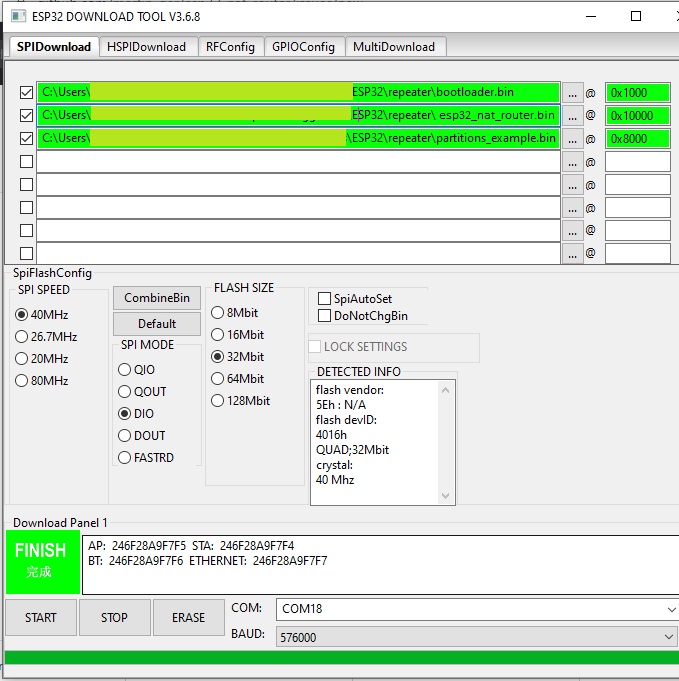 ESP32 DOWNLOAD TOOL V3.6.8
SPIDownload HSPIDownload RFConfig GPIOConfig MultiDownload
C:\Users\ ESP32\repeater\bootloader.bin ... @ 0x1000
C:\Users\ ESP32\repeater\ esp32_nat_router.bin ... @ 0x10000
C:\Users\ \ESP32\repeater\partitions_example.bin ... @ 0x8000
... @
... @
... @
... @
... @
SpiFlashConfig
SPI SPEED
40MHz
26.7MHz
20MHz
80MHz
CombineBin
Default
SPI MODE
QIO
QOUT
DIO
DOUT
FASTRD
FLASH SIZE
8Mbit
16Mbit
32Mbit
64Mbit
128Mbit
SpiAutoSet
DoNotChgBin
LOCK SETTINGS
DETECTED INFO
flash vendor:
5Eh : N/A
flash devID:
4016h
QUAD;32Mbit
crystal:
40 Mhz
Download Panel 1
FINISH
完成
AP: 246F28A9F7F5 STA: 246F28A9F7F4
BT: 246F28A9F7F6 ETHERNET: 246F28A9F7F7
START STOP ERASE
COM: COM18
BAUD: 576000